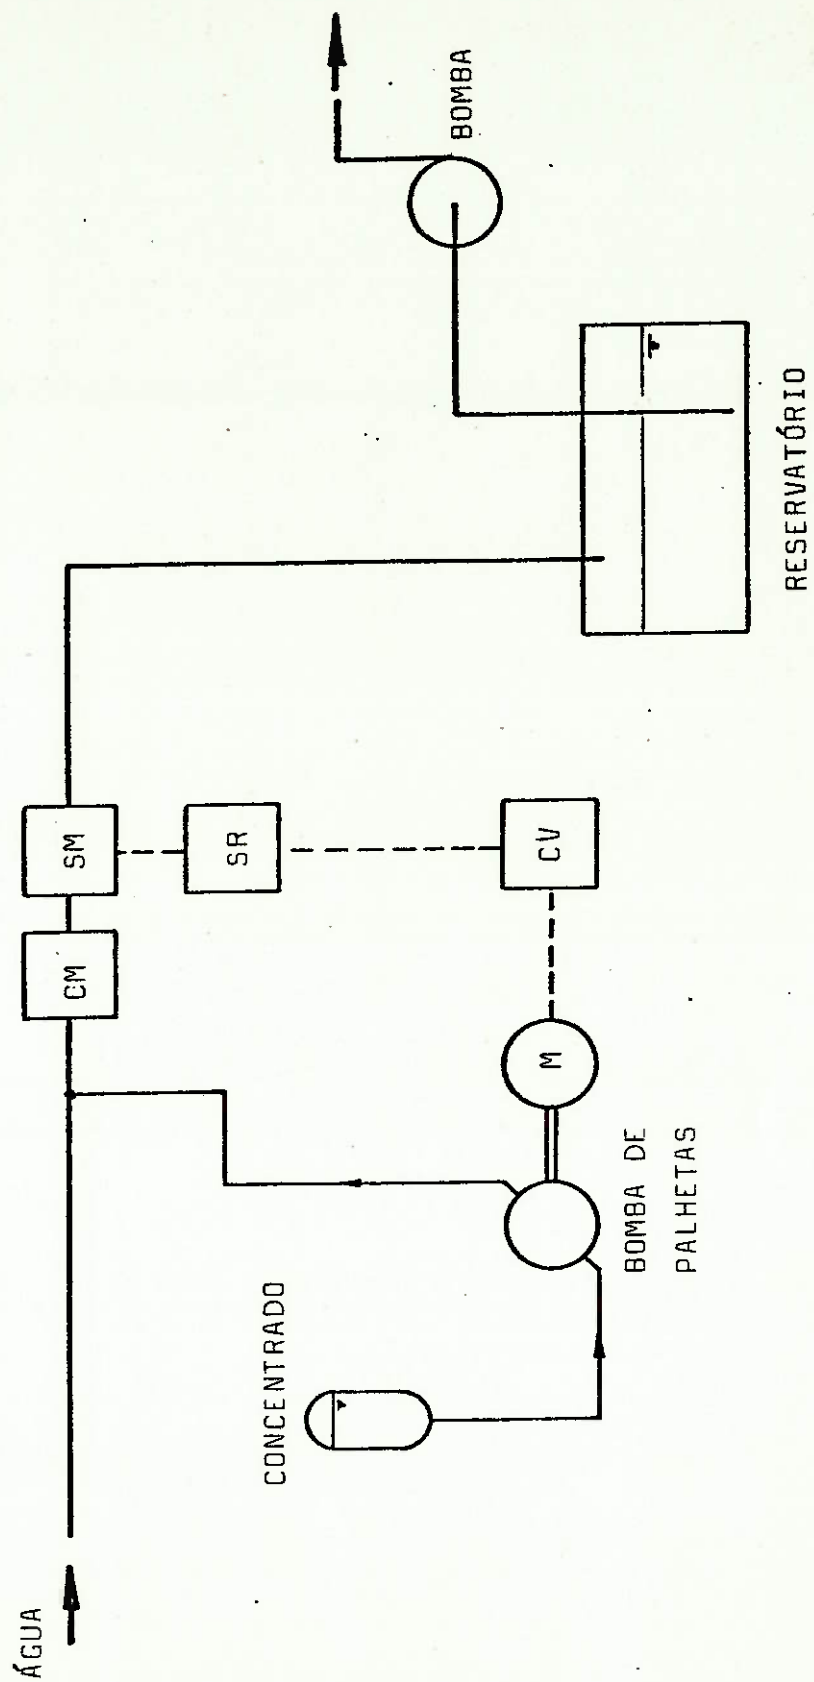 ÁGUA
CM
SM
SR
CONCENTRADO
M
CV
BOMBA DE
PALHETAS
RESERVATÓRIO
BOMBA